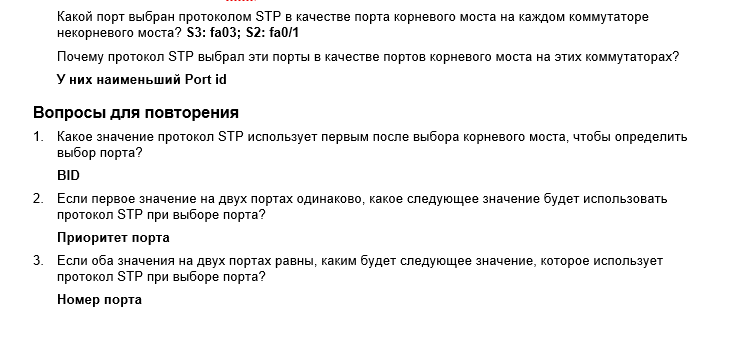 Какой порт выбран протоколом STP в качестве порта корневого моста на каждом коммутаторе
некорневого моста? S3: fa03; S2: fa0/1
Почему протокол STP выбрал эти порты в качестве портов корневого моста на этих коммутаторах?
У них наименьший Port id
Вопросы для повторения
1. Какое значение протокол STP использует первым после выбора корневого моста, чтобы определить
выбор порта?
BID
2. Если первое значение на двух портах одинаково, какое следующее значение будет использовать
протокол STP при выборе порта?
Приоритет порта
3. Если оба значения на двух портах равны, каким будет следующее значение, которое использует
протокол STP при выборе порта?
Номер порта